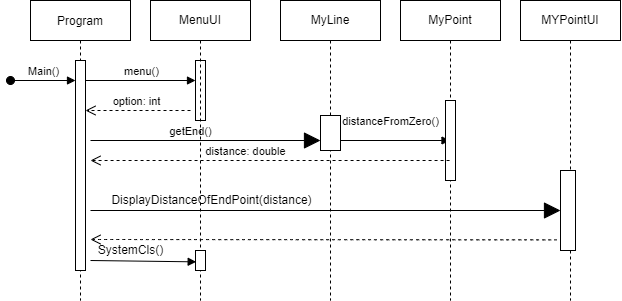 Program
MenuUI
MyLine
MyPoint
MYPointUI
Main()
menu()
option: int
getEnd()
distanceFromZero()
distance: double
DisplayDistanceOfEndPoint(distance)
SystemCls()